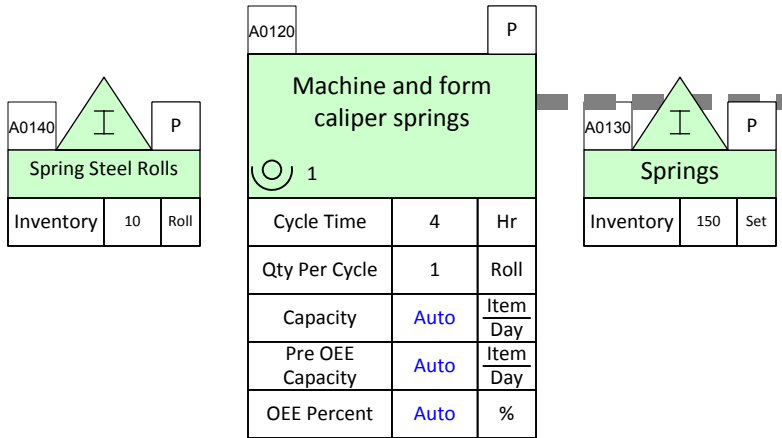 A0140
I
P
Spring Steel Rolls
Inventory 10 Roll
A0120
P
Machine and form
caliper springs
1
Cycle Time 4 Hr
Qty Per Cycle 1 Roll
Capacity Auto Item
Day
Pre OEE
Capacity Auto Item
Day
OEE Percent Auto %
A0130
I
P
Springs
Inventory 150 Set